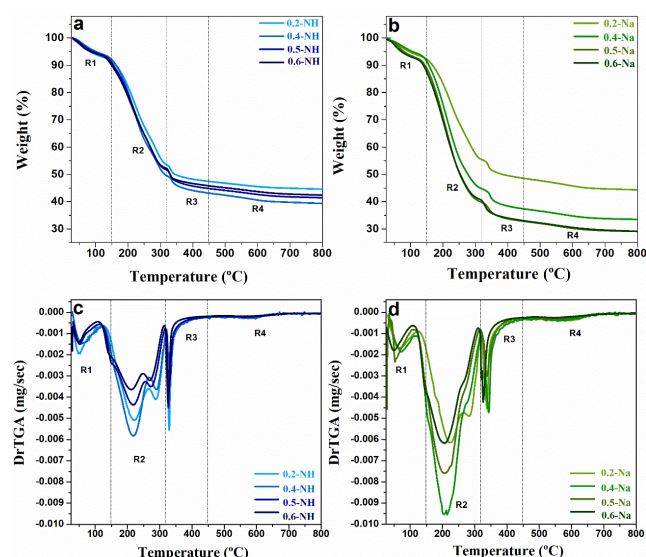 a
100
90
80
70
60
50
40
30
Weight (%)
R1
R2
R3
R4
0.2-NH
0.4-NH
0.5-NH
0.6-NH
100 200 300 400 500 600 700 800
Temperature (ºC)
b
100
90
80
70
60
50
40
30
Weight (%)
R1
R2
R3
R4
0.2-Na
0.4-Na
0.5-Na
0.6-Na
100 200 300 400 500 600 700 800
Temperature (ºC)
c
0.000
-0.001
-0.002
-0.003
-0.004
-0.005
-0.006
-0.007
-0.008
-0.009
-0.010
DrTGA (mg/sec)
R1
R2
R3
R4
0.2-NH
0.4-NH
0.5-NH
0.6-NH
100 200 300 400 500 600 700 800
Temperature (ºC)
d
0.000
-0.001
-0.002
-0.003
-0.004
-0.005
-0.006
-0.007
-0.008
-0.009
-0.010
DrTGA (mg/sec)
R1
R2
R3
R4
0.2-Na
0.4-Na
0.5-Na
0.6-Na
100 200 300 400 500 600 700 800
Temperature (ºC)